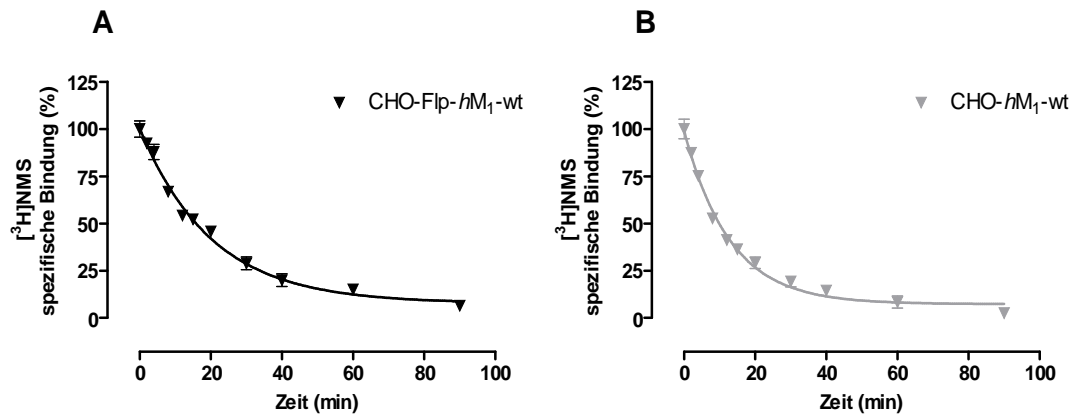 A
[³H]NMS
spezifische Bindung (%)
125
100
75
50
25
0
CHO-Flp-hM₁-wt
0 20 40 60 80 100
Zeit (min)
B
[³H]NMS
spezifische Bindung (%)
125
100
75
50
25
0
CHO-hM₁-wt
0 20 40 60 80 100
Zeit (min)